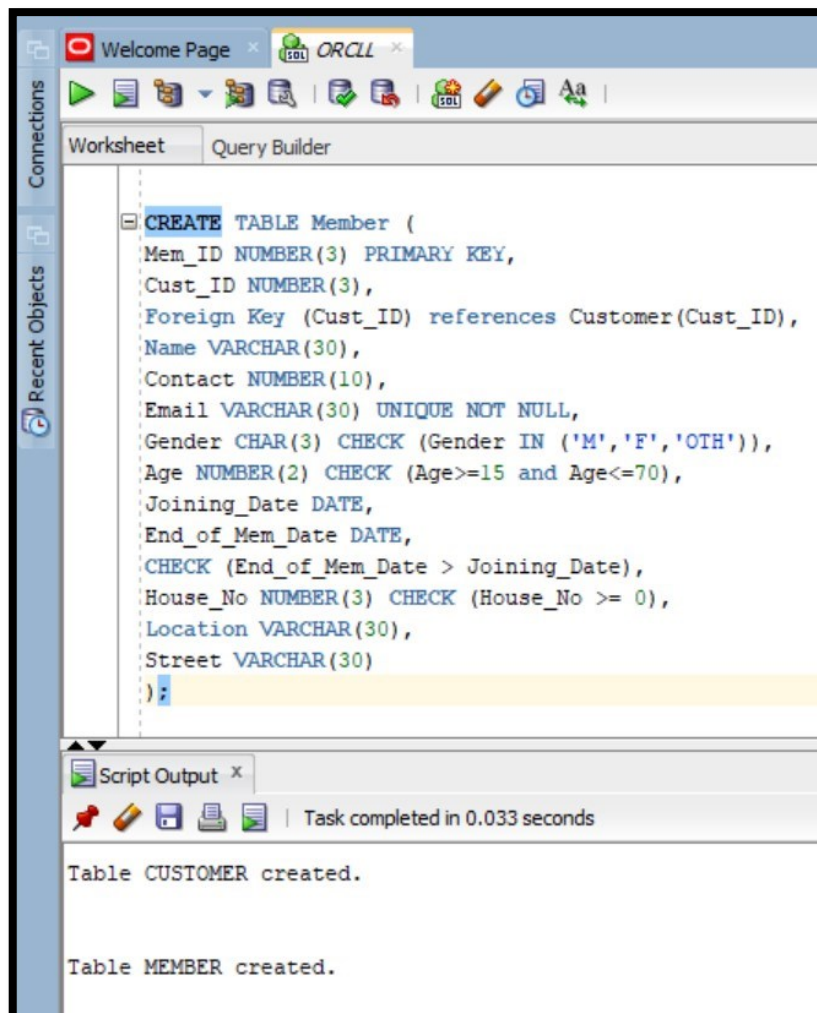 Welcome Page
ORCLL
Connections
Recent Objects
Worksheet
Query Builder
CREATE TABLE Member (
Mem_ID NUMBER(3) PRIMARY KEY,
Cust_ID NUMBER(3),
Foreign Key (Cust_ID) references Customer(Cust_ID),
Name VARCHAR(30),
Contact NUMBER(10),
Email VARCHAR(30) UNIQUE NOT NULL,
Gender CHAR(3) CHECK (Gender IN ('M','F','OTH')),
Age NUMBER(2) CHECK (Age>=15 and Age<=70),
Joining_Date DATE,
End_of_Mem_Date DATE,
CHECK (End_of_Mem_Date > Joining_Date),
House_No NUMBER(3) CHECK (House_No >= 0),
Location VARCHAR(30),
Street VARCHAR(30)
);
Script Output x
Task completed in 0.033 seconds
Table CUSTOMER created.
Table MEMBER created.